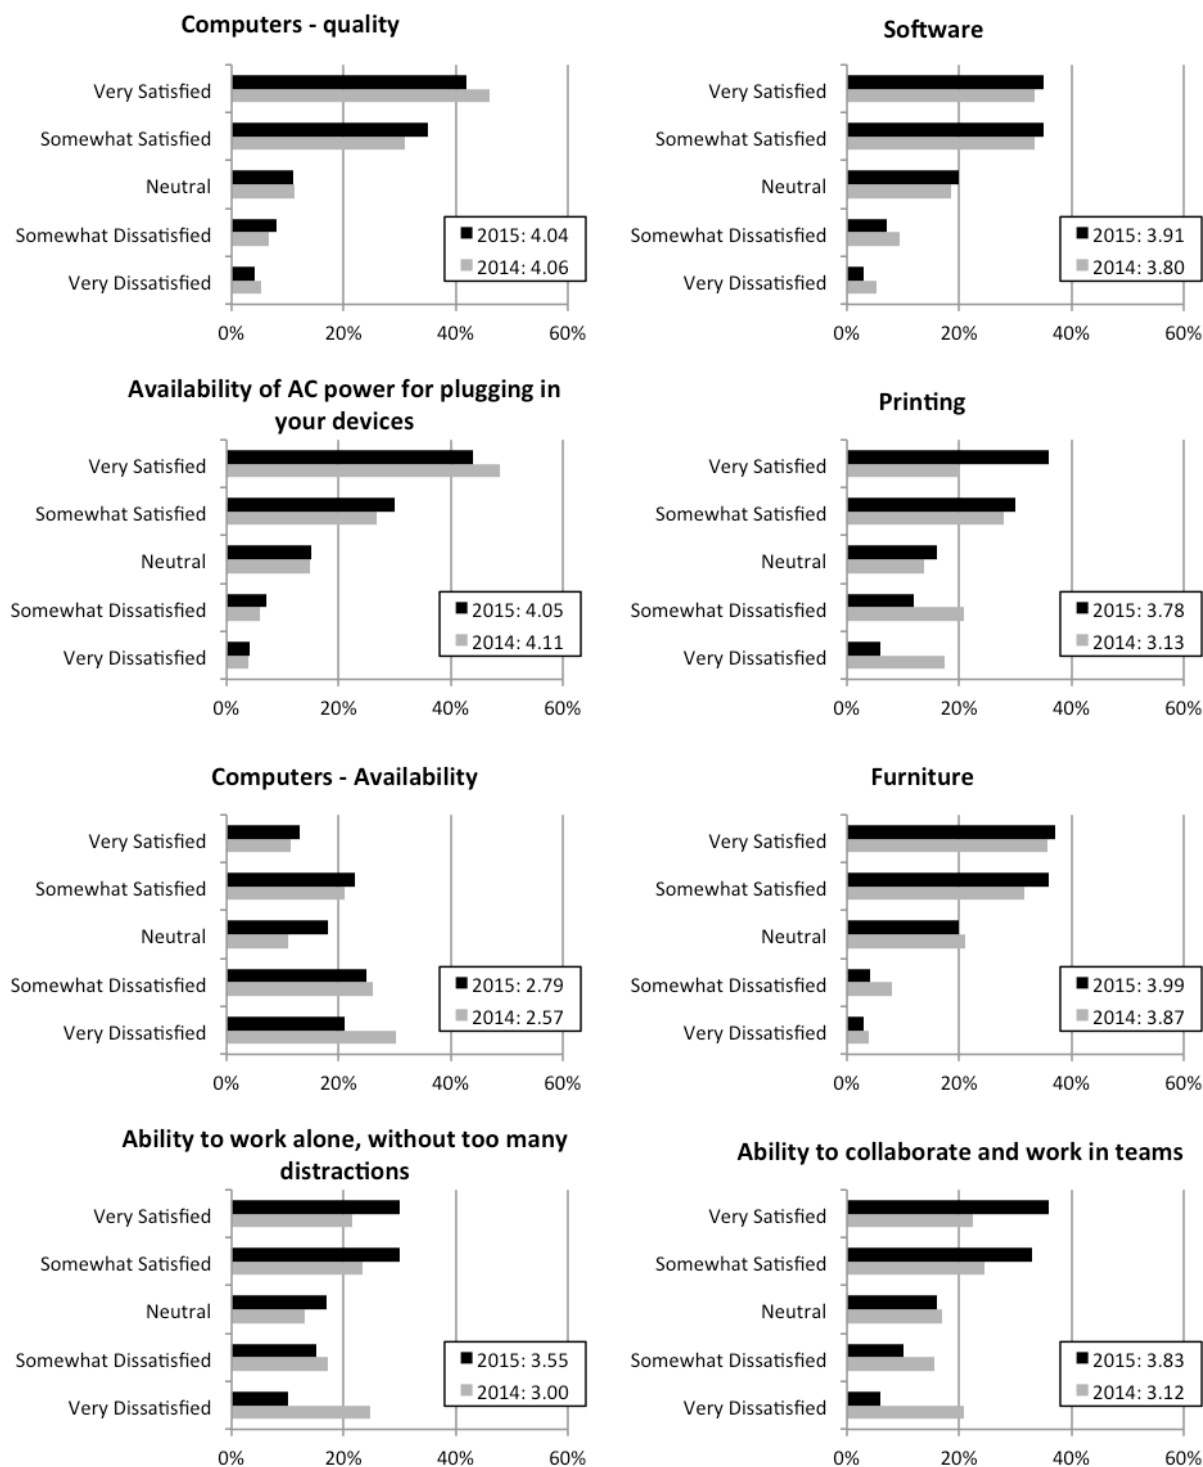 Computers - quality
Very Satisfied
Somewhat Satisfied
Neutral
Somewhat Dissatisfied
Very Dissatisfied
2015: 4.04
2014: 4.06
0% 20% 40% 60%
Software
Very Satisfied
Somewhat Satisfied
Neutral
Somewhat Dissatisfied
Very Dissatisfied
2015: 3.91
2014: 3.80
0% 20% 40% 60%
Availability of AC power for plugging in
your devices
Very Satisfied
Somewhat Satisfied
Neutral
Somewhat Dissatisfied
Very Dissatisfied
2015: 4.05
2014: 4.11
0% 20% 40% 60%
Printing
Very Satisfied
Somewhat Satisfied
Neutral
Somewhat Dissatisfied
Very Dissatisfied
2015: 3.78
2014: 3.13
0% 20% 40% 60%
Computers - Availability
Very Satisfied
Somewhat Satisfied
Neutral
Somewhat Dissatisfied
Very Dissatisfied
2015: 2.79
2014: 2.57
0% 20% 40% 60%
Furniture
Very Satisfied
Somewhat Satisfied
Neutral
Somewhat Dissatisfied
Very Dissatisfied
2015: 3.99
2014: 3.87
0% 20% 40% 60%
Ability to work alone, without too many
distractions
Very Satisfied
Somewhat Satisfied
Neutral
Somewhat Dissatisfied
Very Dissatisfied
2015: 3.55
2014: 3.00
0% 20% 40% 60%
Ability to collaborate and work in teams
Very Satisfied
Somewhat Satisfied
Neutral
Somewhat Dissatisfied
Very Dissatisfied
2015: 3.83
2014: 3.12
0% 20% 40% 60%